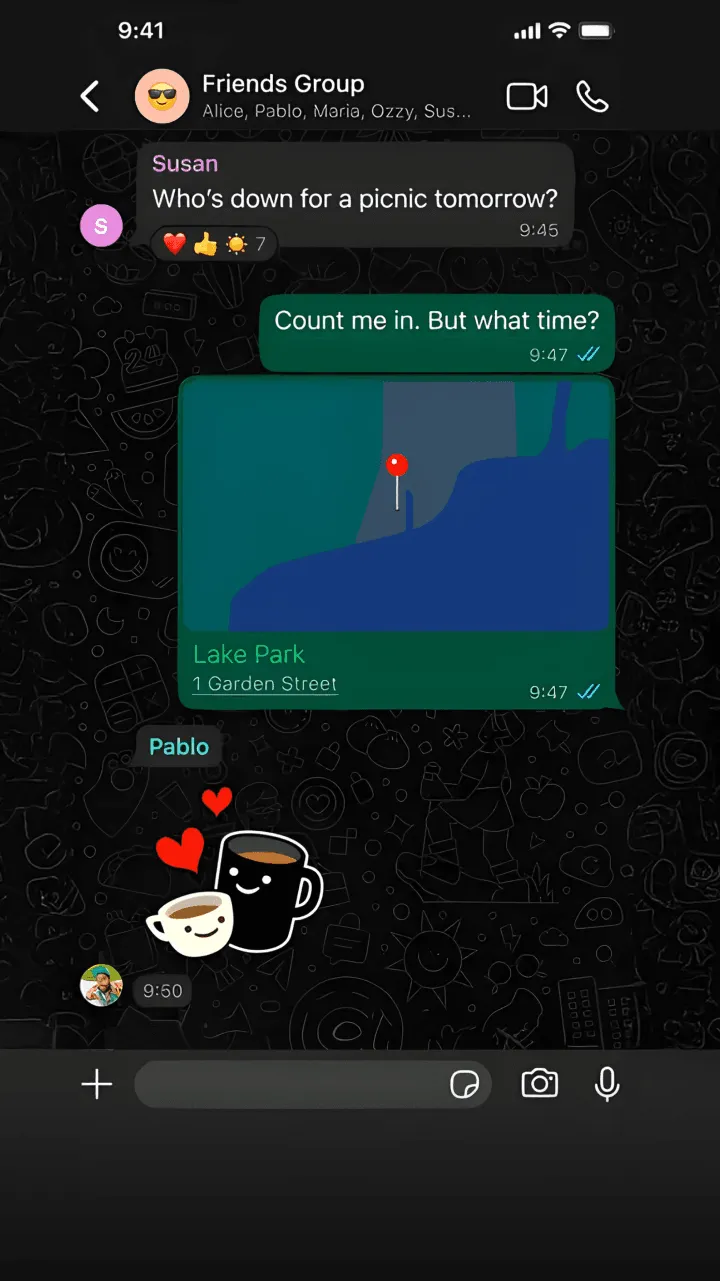 9:41
Friends Group
Alice, Pablo, Maria, Ozzy, Sus...
Susan
Who's down for a picnic tomorrow?
9:45
S
❤️👍☀️ 7
Count me in. But what time?
9:47
Lake Park
1 Garden Street
9:47
Pablo
9:50